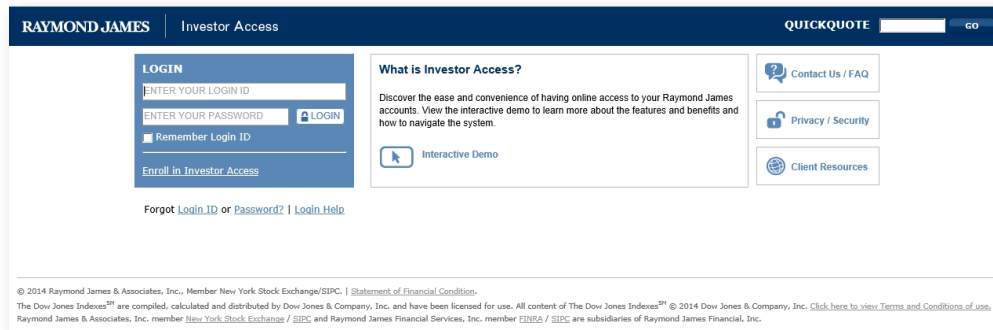 RAYMOND JAMES Investor Access QUICKQUOTE GO
LOGIN
ENTER YOUR LOGIN ID
ENTER YOUR PASSWORD LOGIN
Remember Login ID
Enroll in Investor Access
Forgot Login ID or Password? | Login Help
What is Investor Access?
Discover the ease and convenience of having online access to your Raymond James
accounts. View the interactive demo to learn more about the features and benefits and
how to navigate the system.
Interactive Demo
Contact Us / FAQ
Privacy / Security
Client Resources
© 2014 Raymond James & Associates, Inc., Member New York Stock Exchange/SIPC. | Statement of Financial Condition.
The Dow Jones Indexes℠ are compiled, calculated and distributed by Dow Jones & Company, Inc. and have been licensed for use. All content of The Dow Jones Indexes℠ © 2014 Dow Jones & Company, Inc. Click here to view Terms and Conditions of use.
Raymond James & Associates, Inc. member New York Stock Exchange / SIPC and Raymond James Financial Services, Inc. member FINRA / SIPC are subsidiaries of Raymond James Financial, Inc.